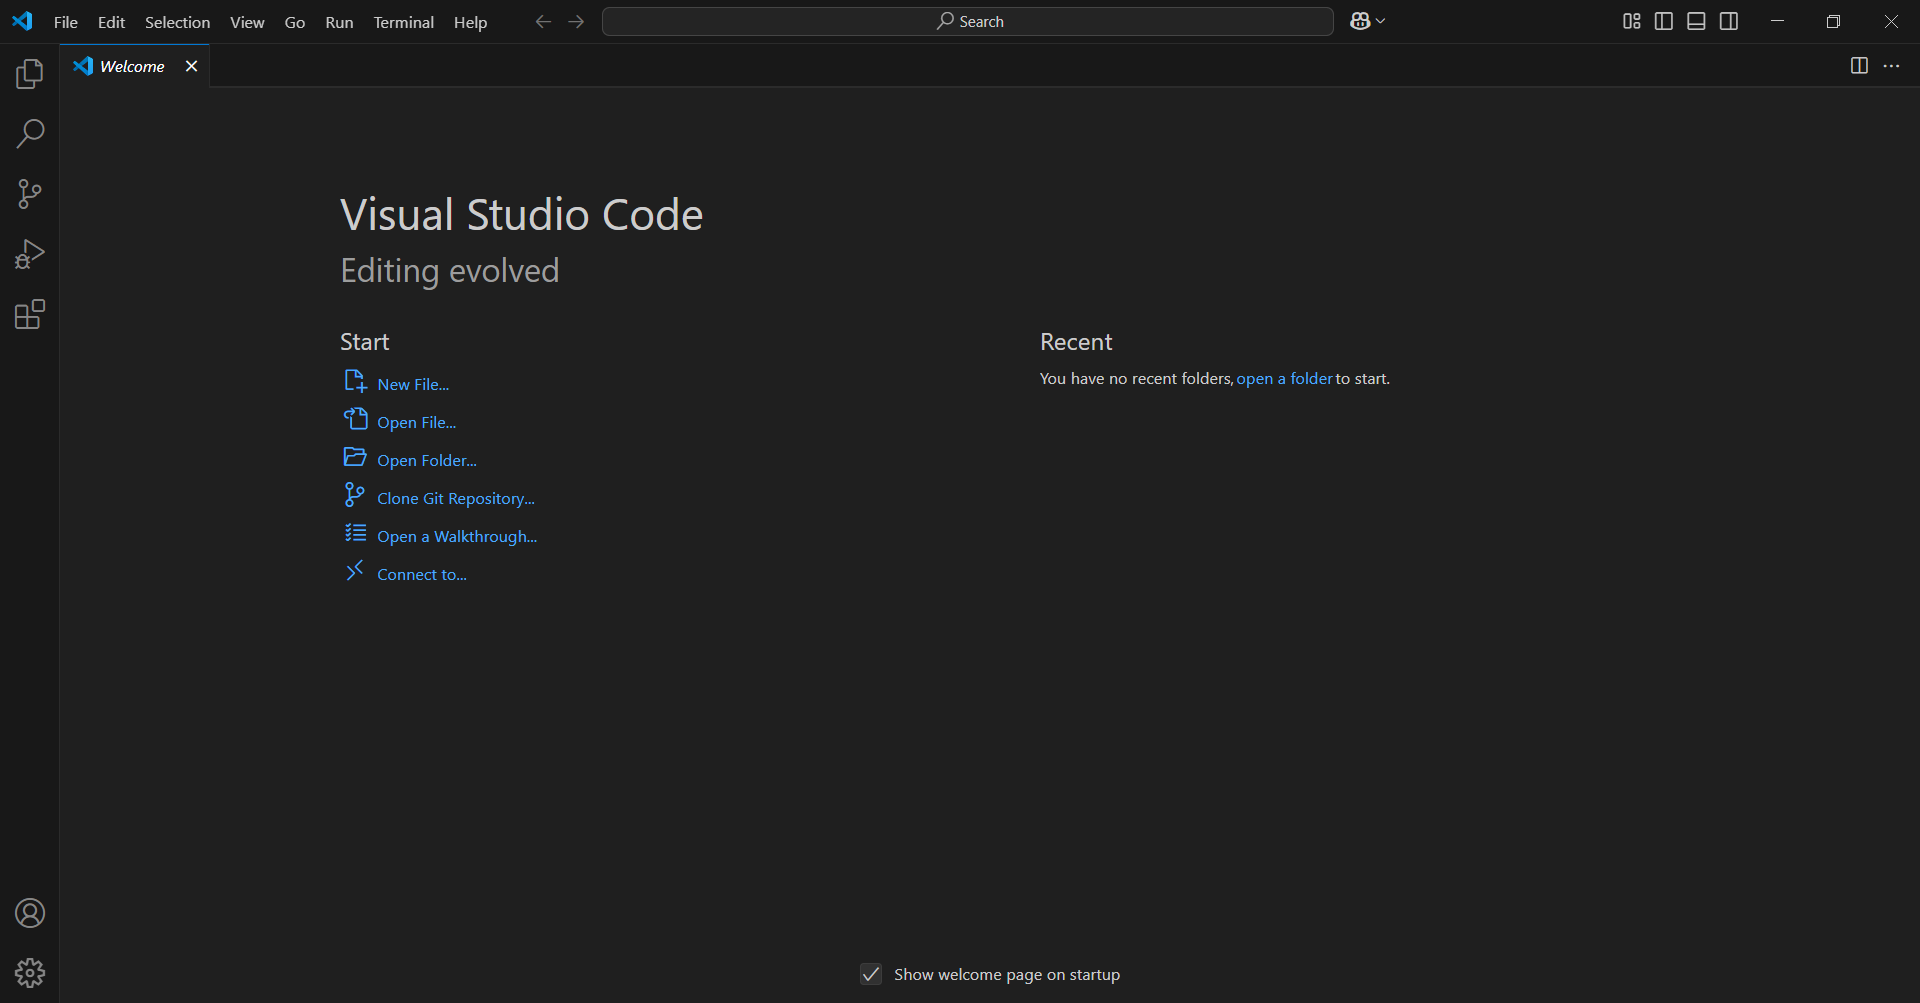 File Edit Selection View Go Run Terminal Help Search
Welcome
Visual Studio Code
Editing evolved
Start
New File...
Open File...
Open Folder...
Clone Git Repository...
Open a Walkthrough...
Connect to...
Recent
You have no recent folders, open a folder to start.
Show welcome page on startup